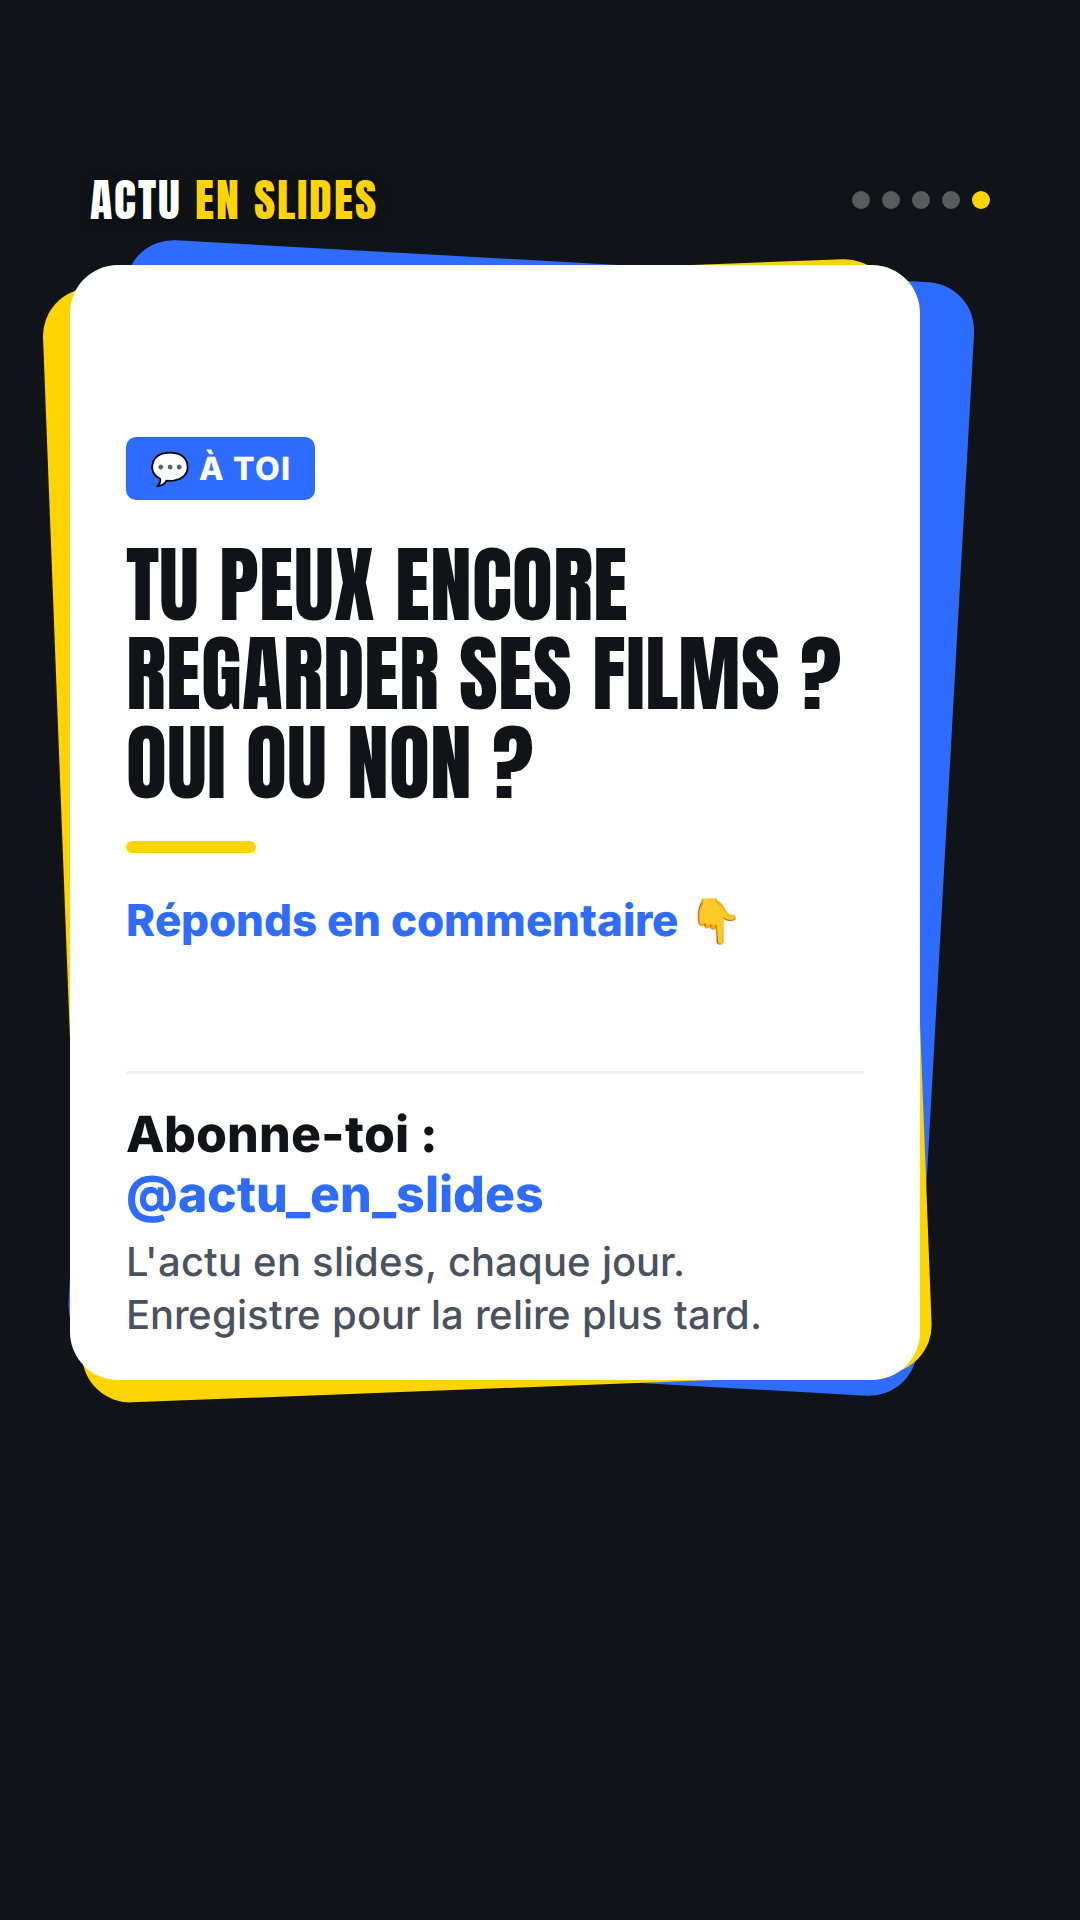 ACTU EN SLIDES
💬 À TOI
TU PEUX ENCORE
REGARDER SES FILMS ?
OUI OU NON ?
Réponds en commentaire 👇
Abonne-toi :
@actu_en_slides
L'actu en slides, chaque jour.
Enregistre pour la relire plus tard.